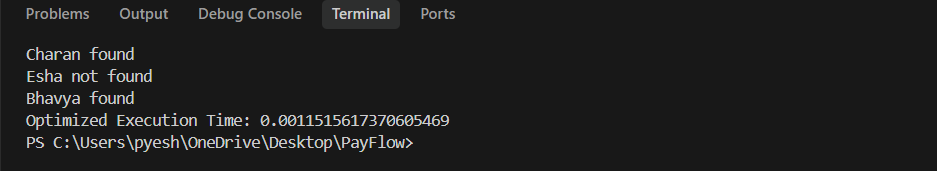 Problems Output Debug Console Terminal Ports
Charan found
Esha not found
Bhavya found
Optimized Execution Time: 0.0011515617370605469
PS C:\Users\pyesh\OneDrive\Desktop\PayFlow>